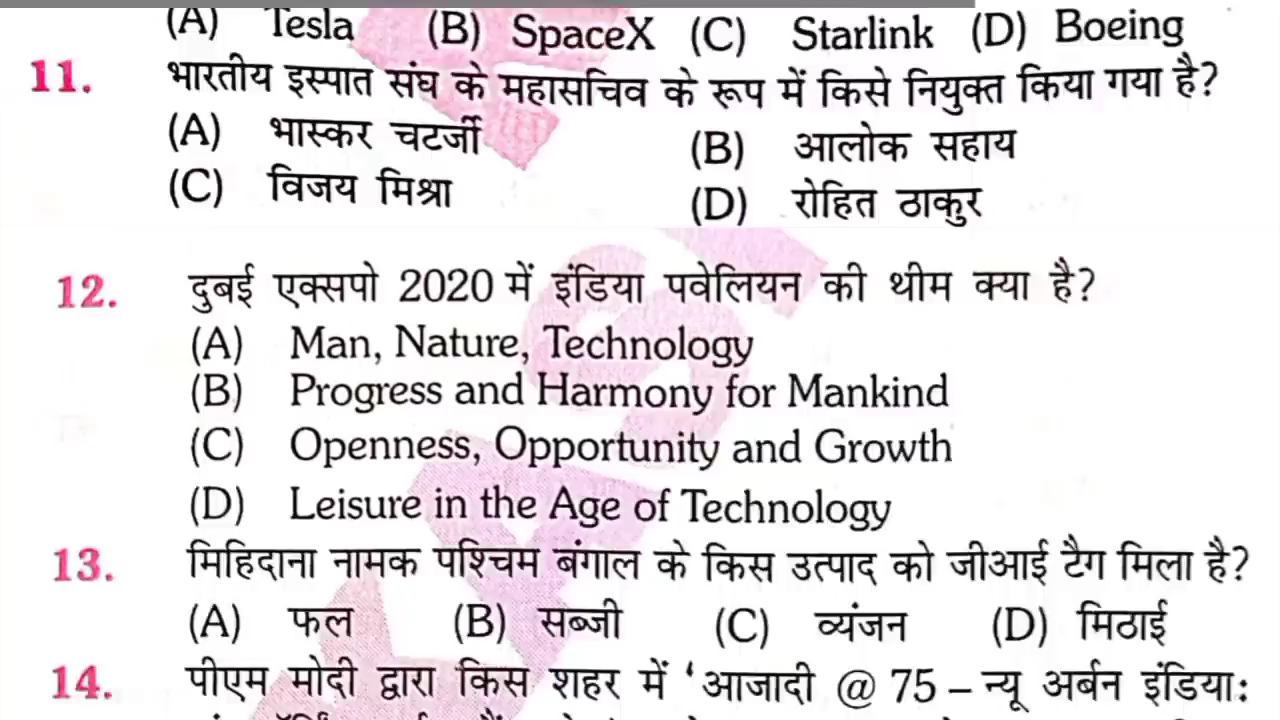 (A) Tesla (B) SpaceX (C) Starlink (D) Boeing
11. भारतीय इस्पात संघ के महासचिव के रूप में किसे नियुक्त किया गया है?
(A) भास्कर चटर्जी (B) आलोक सहाय
(C) विजय मिश्रा (D) रोहित ठाकुर
12. दुबई एक्सपो 2020 में इंडिया पवेलियन की थीम क्या है?
(A) Man, Nature, Technology
(B) Progress and Harmony for Mankind
(C) Openness, Opportunity and Growth
(D) Leisure in the Age of Technology
13. मिहिदाना नामक पश्चिम बंगाल के किस उत्पाद को जीआई टैग मिला है?
(A) फल (B) सब्जी (C) व्यंजन (D) मिठाई
14. पीएम मोदी द्वारा किस शहर में ‘आजादी @ 75 – न्यू अर्बन इंडिया: